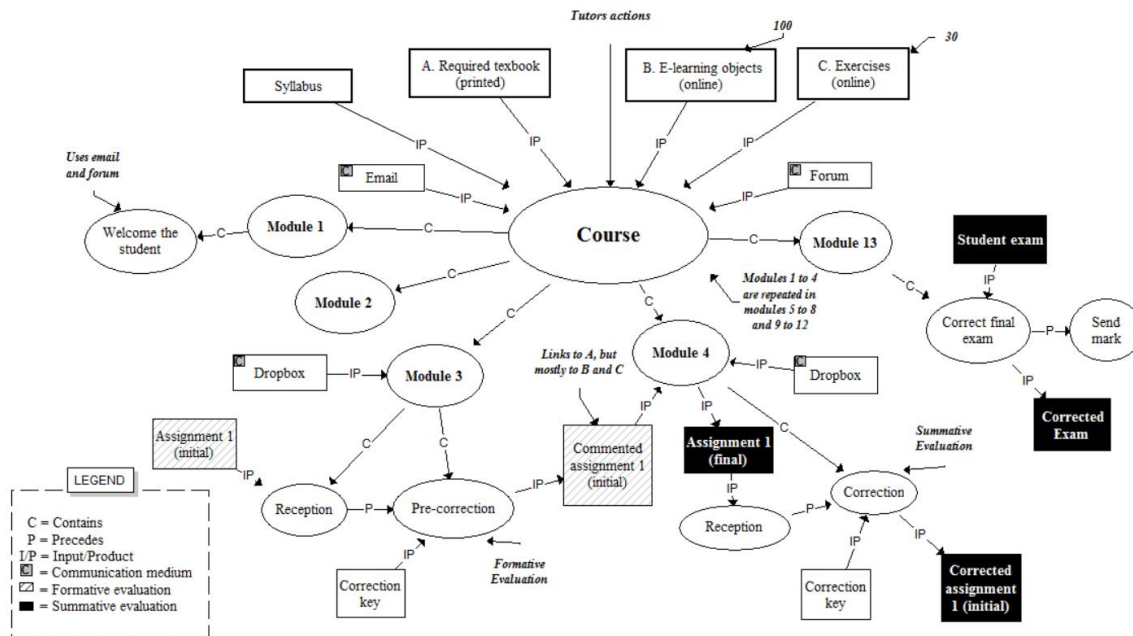 Tutors actions
100
30
Syllabus
A. Required texbook
(printed)
B. E-learning objects
(online)
C. Exercises
(online)
IP
IP
IP
IP
Uses email
and forum
C
Email
IP
C
Forum
IP
Welcome the
student
C
Module 1
C
Course
C
Module 13
Student exam
IP
C
Module 2
C
C
C
Modules 1 to 4
are repeated in
modules 5 to 8
and 9 to 12
Correct final
exam
P
Send
mark
IP
Corrected
Exam
C
Dropbox
IP
Module 3
Links to A, but
mostly to B and C
Module 4
IP
C
Dropbox
IP
IP
C
C
C
Assignment 1
(initial)
IP
Commented
assignment 1
(initial)
Assignment 1
(final)
IP
Summative
Evaluation
Reception
P
Pre-correction
IP
Reception
P
Correction
IP
Correction
key
Formative
Evaluation
IP
Correction
key
IP
Corrected
assignment
1 (initial)
LEGEND
C = Contains
P = Precedes
I/P = Input/Product
C = Communication medium
= Formative evaluation
= Summative evaluation